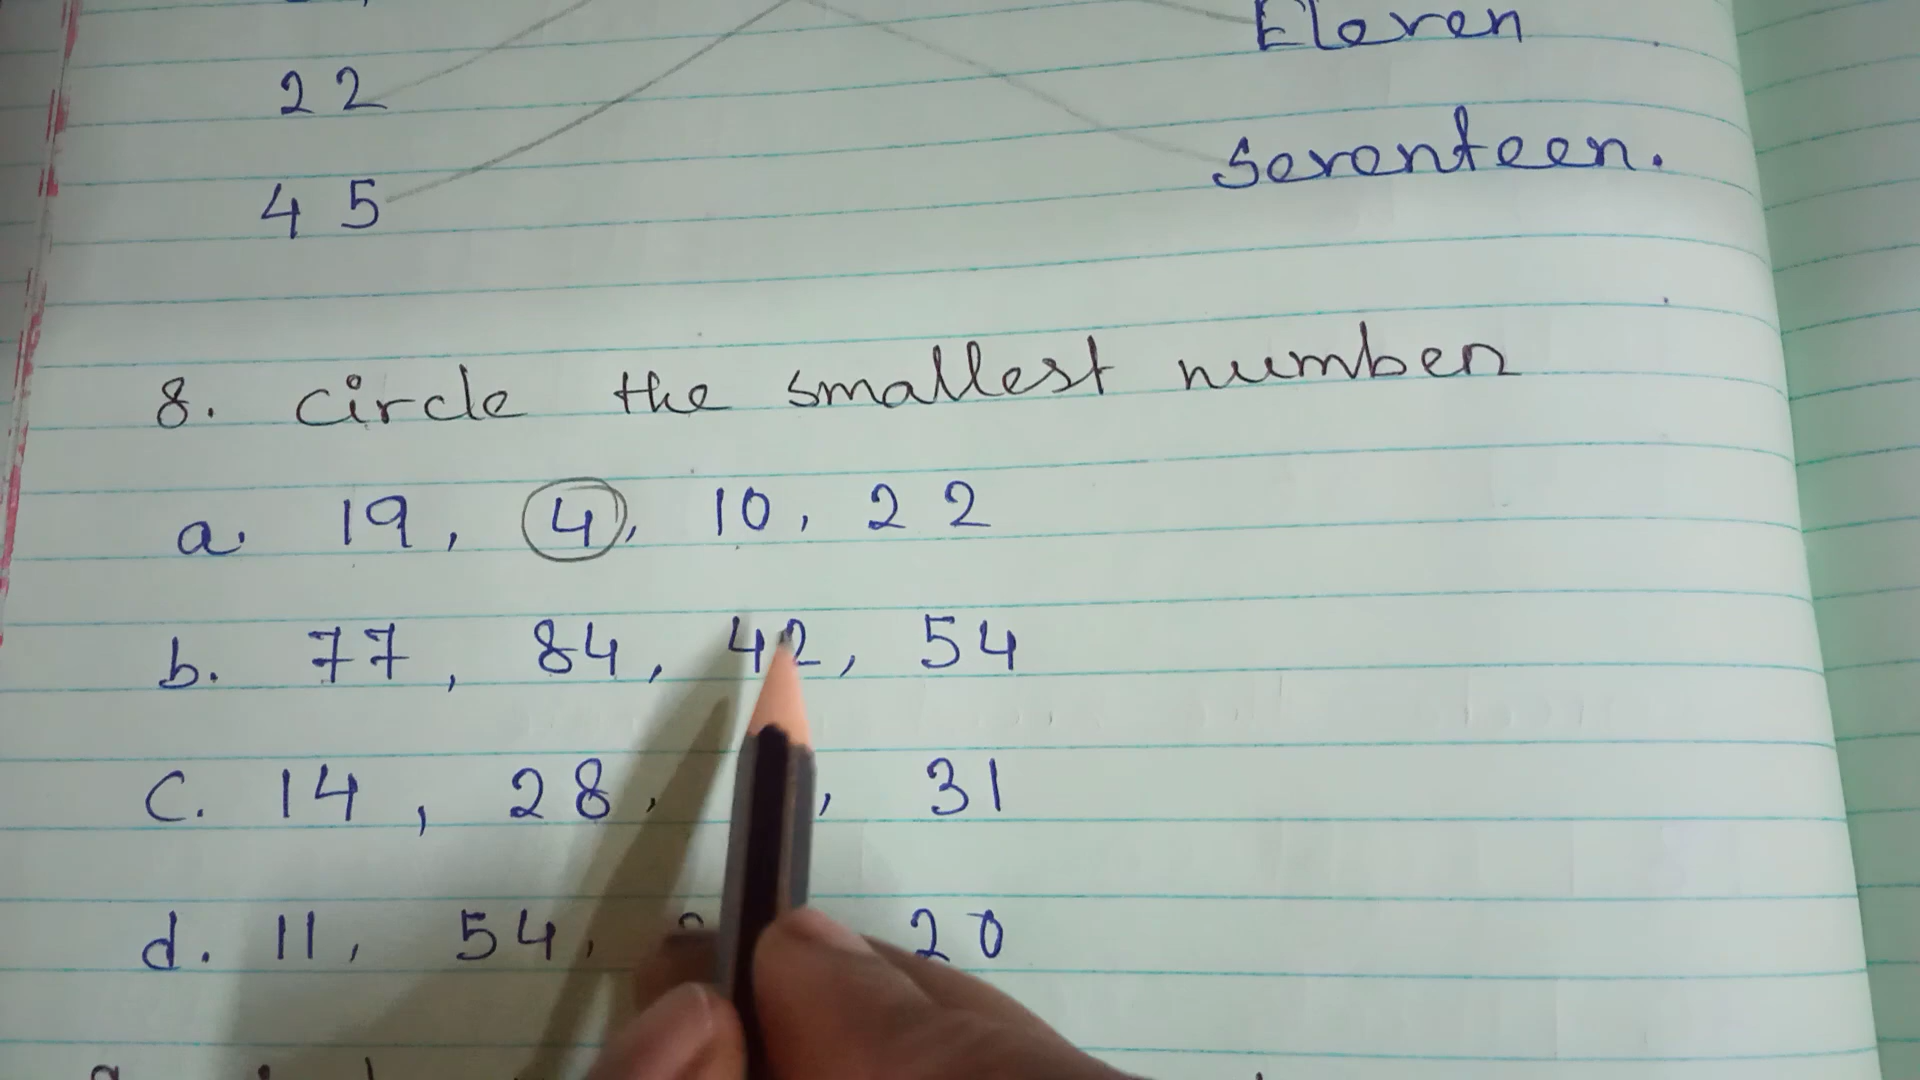 Eleven
22
Seventeen.
45
8. circle the smallest number
a. 19, 4, 10, 22
b. 77, 84, 42, 54
C. 14, 28, , 31
d. 11, 54, 20